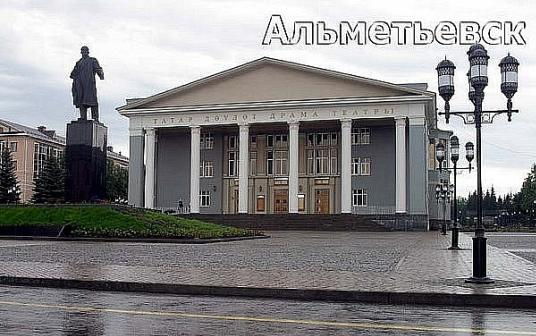 Альметьевск
ТАТАР ДӘҮЛӘТ ДРАМА ТЕАТРЫ